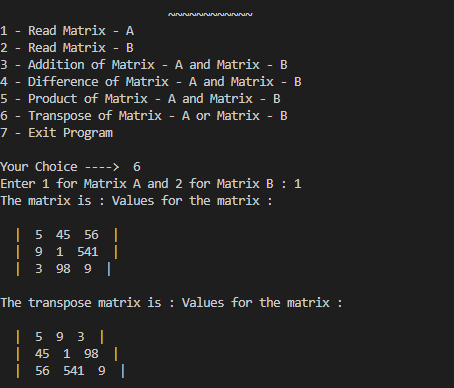 ~~~~~~~~~~~~
1 - Read Matrix - A
2 - Read Matrix - B
3 - Addition of Matrix - A and Matrix - B
4 - Difference of Matrix - A and Matrix - B
5 - Product of Matrix - A and Matrix - B
6 - Transpose of Matrix - A or Matrix - B
7 - Exit Program
Your Choice ----> 6
Enter 1 for Matrix A and 2 for Matrix B : 1
The matrix is : Values for the matrix :
| 5 45 56 |
| 9 1 541 |
| 3 98 9 |
The transpose matrix is : Values for the matrix :
| 5 9 3 |
| 45 1 98 |
| 56 541 9 |